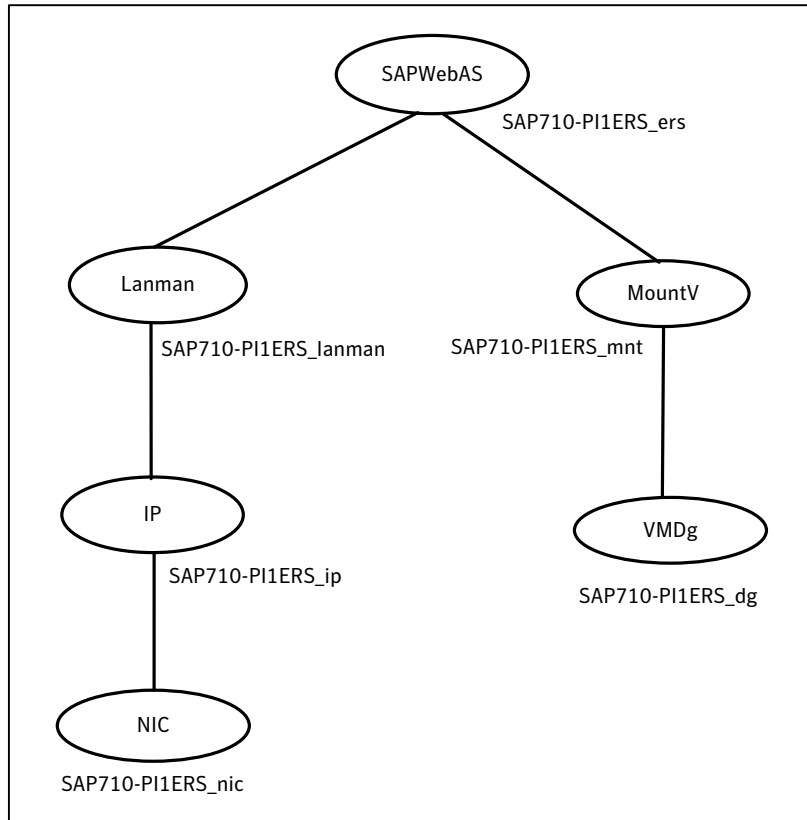 SAPWebAS
SAP710-PI1ERS_ers
Lanman
MountV
SAP710-PI1ERS_lanman
SAP710-PI1ERS_mnt
IP
VMDg
SAP710-PI1ERS_ip
SAP710-PI1ERS_dg
NIC
SAP710-PI1ERS_nic